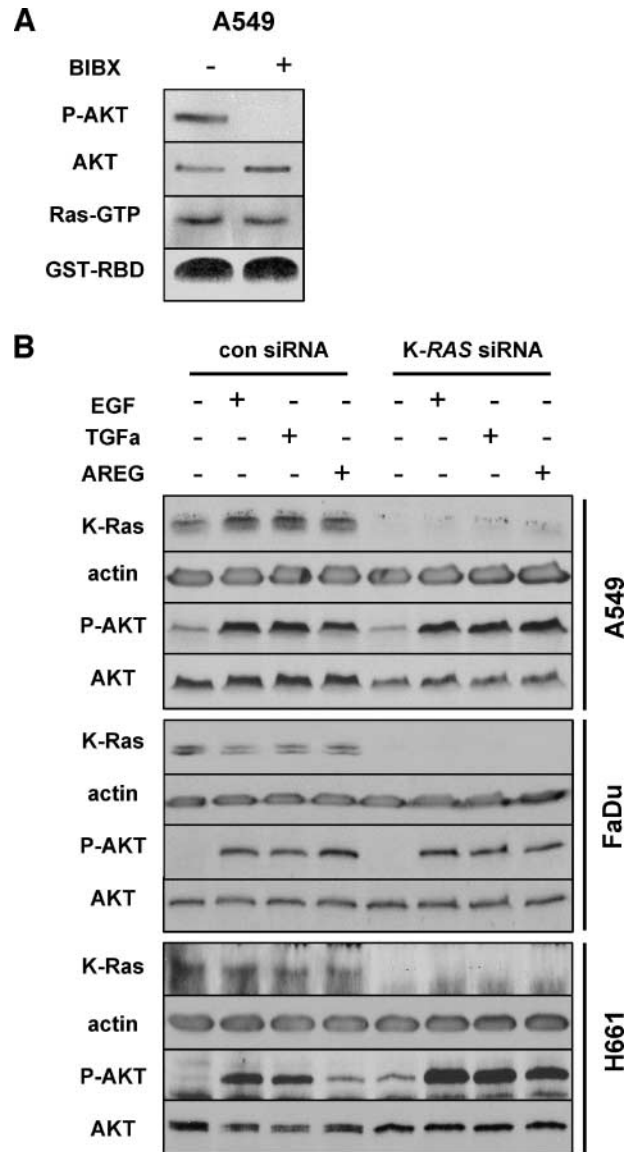 A
A549
BIBX - +
P-AKT
AKT
Ras-GTP
GST-RBD
B
con siRNA K-RAS siRNA
EGF - + - - - + - -
TGFa - - + - - - + -
AREG - - - + - - - +
K-Ras
actin
P-AKT
AKT
A549
K-Ras
actin
P-AKT
AKT
FaDu
K-Ras
actin
P-AKT
AKT
H661